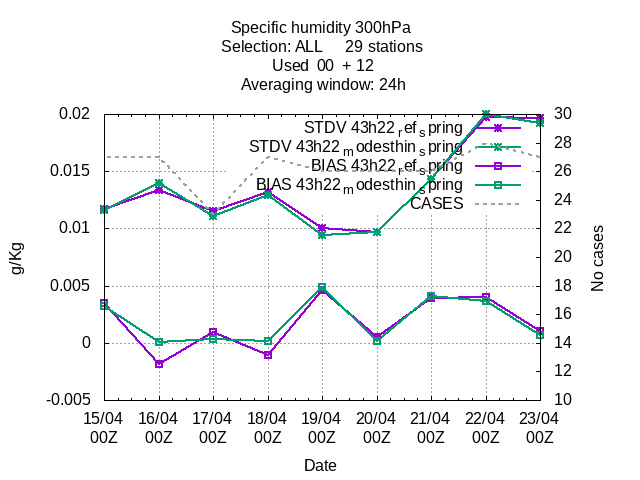 Specific humidity 300hPa
Selection: ALL 29 stations
Used 00 + 12
Averaging window: 24h
STDV 43h22_ref_spring
STDV 43h22_modesthin_spring
BIAS 43h22_ref_spring
BIAS 43h22_modesthin_spring
CASES
0.02
0.015
0.01
0.005
0
-0.005
g/Kg
30
28
26
24
22
20
18
16
14
12
10
No cases
15/04 16/04 17/04 18/04 19/04 20/04 21/04 22/04 23/04
00Z 00Z 00Z 00Z 00Z 00Z 00Z 00Z 00Z
Date